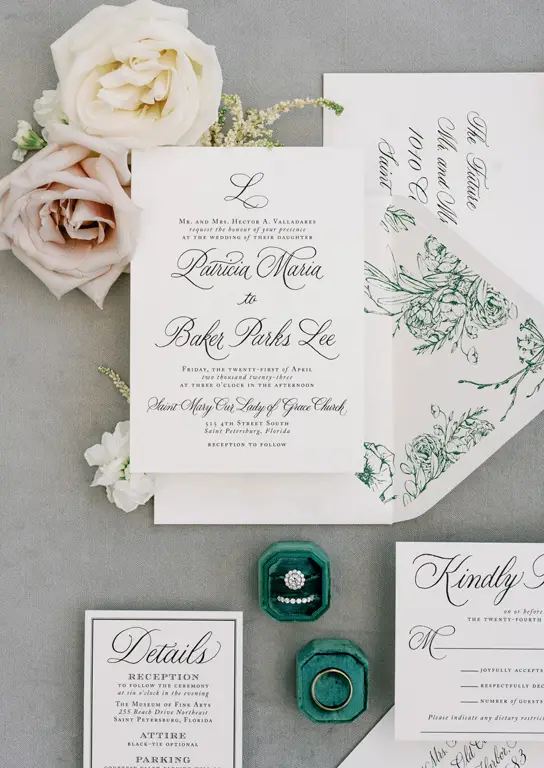 L
Mr. and Mrs. Hector A. Valladares
request the honour of your presence
at the wedding of their daughter
Patricia Maria
to
Baker Parks Lee
Friday, the twenty-first of April
two thousand twenty-three
at three o'clock in the afternoon
Saint Mary Our Lady of Grace Church
515 4th Street South
Saint Petersburg, Florida
reception to follow
The Future
Mr. and
1010
Saint
Details
RECEPTION
to follow the ceremony
at six o'clock in the evening
The Museum of Fine Arts
255 Beach Drive Northeast
Saint Petersburg, Florida
ATTIRE
black-tie optional
PARKING
Kindly
on or before
the twenty-fourth
M
joyfully accepts
respectfully
number of guests
Please indicate any dietary
Mrs.